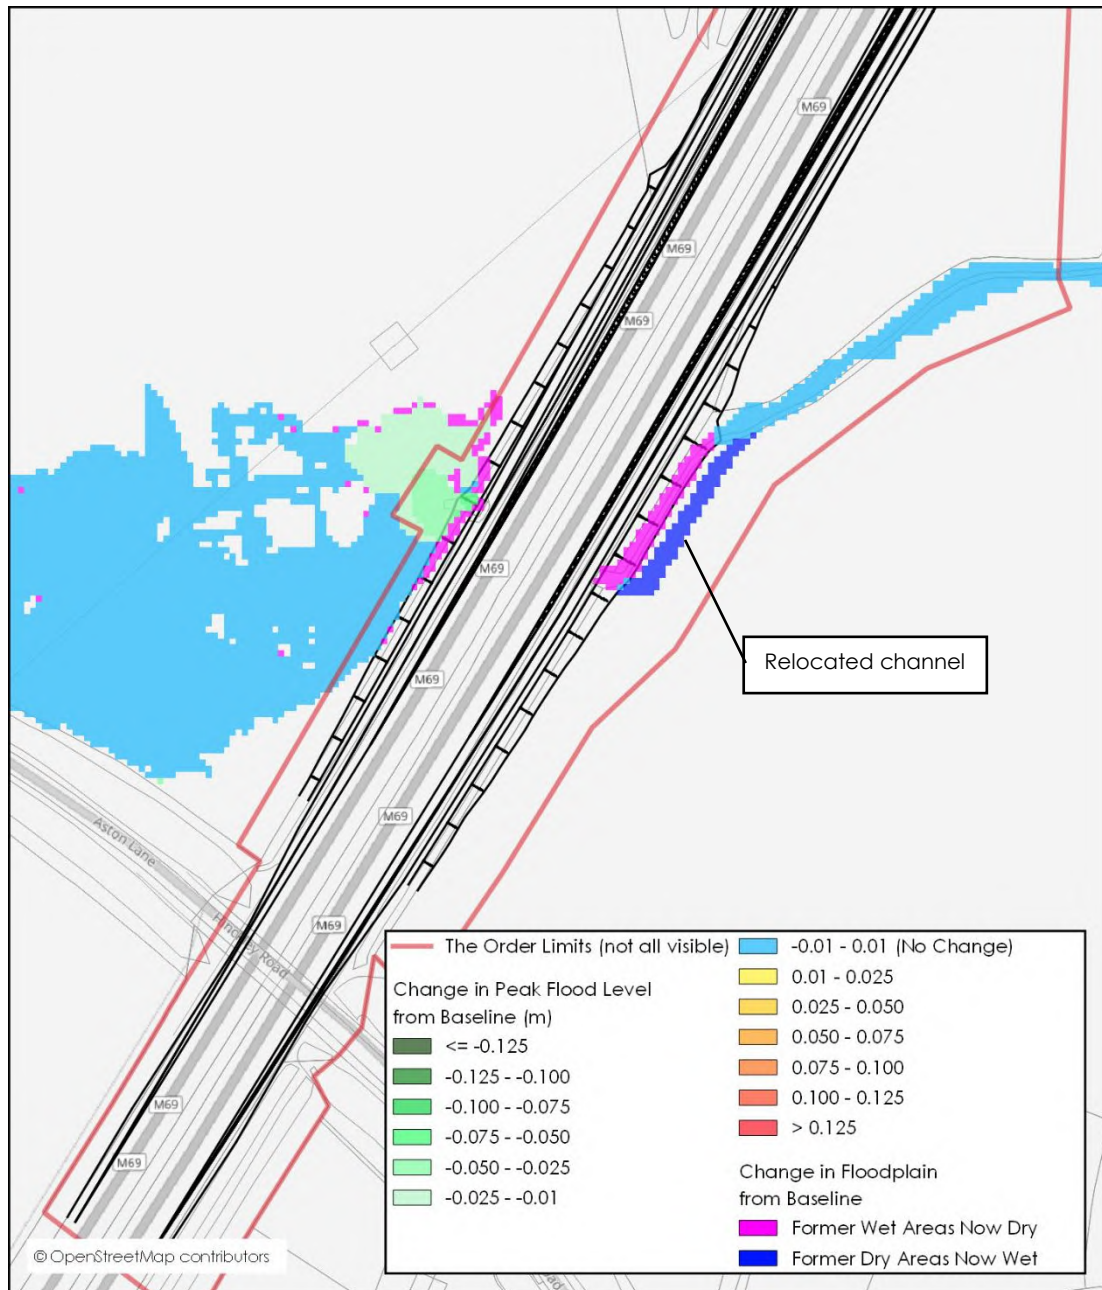 M69
M69
M69
M69
Relocated channel
M69
M69
Aston Lane
Hinckley Road
M69
M69
M69
The Order Limits (not all visible)
Change in Peak Flood Level
from Baseline (m)
<= -0.125
-0.125 - -0.100
-0.100 - -0.075
-0.075 - -0.050
-0.050 - -0.025
-0.025 - -0.01
-0.01 - 0.01 (No Change)
0.01 - 0.025
0.025 - 0.050
0.050 - 0.075
0.075 - 0.100
0.100 - 0.125
> 0.125
Change in Floodplain
from Baseline
Former Wet Areas Now Dry
Former Dry Areas Now Wet
© OpenStreetMap contributors